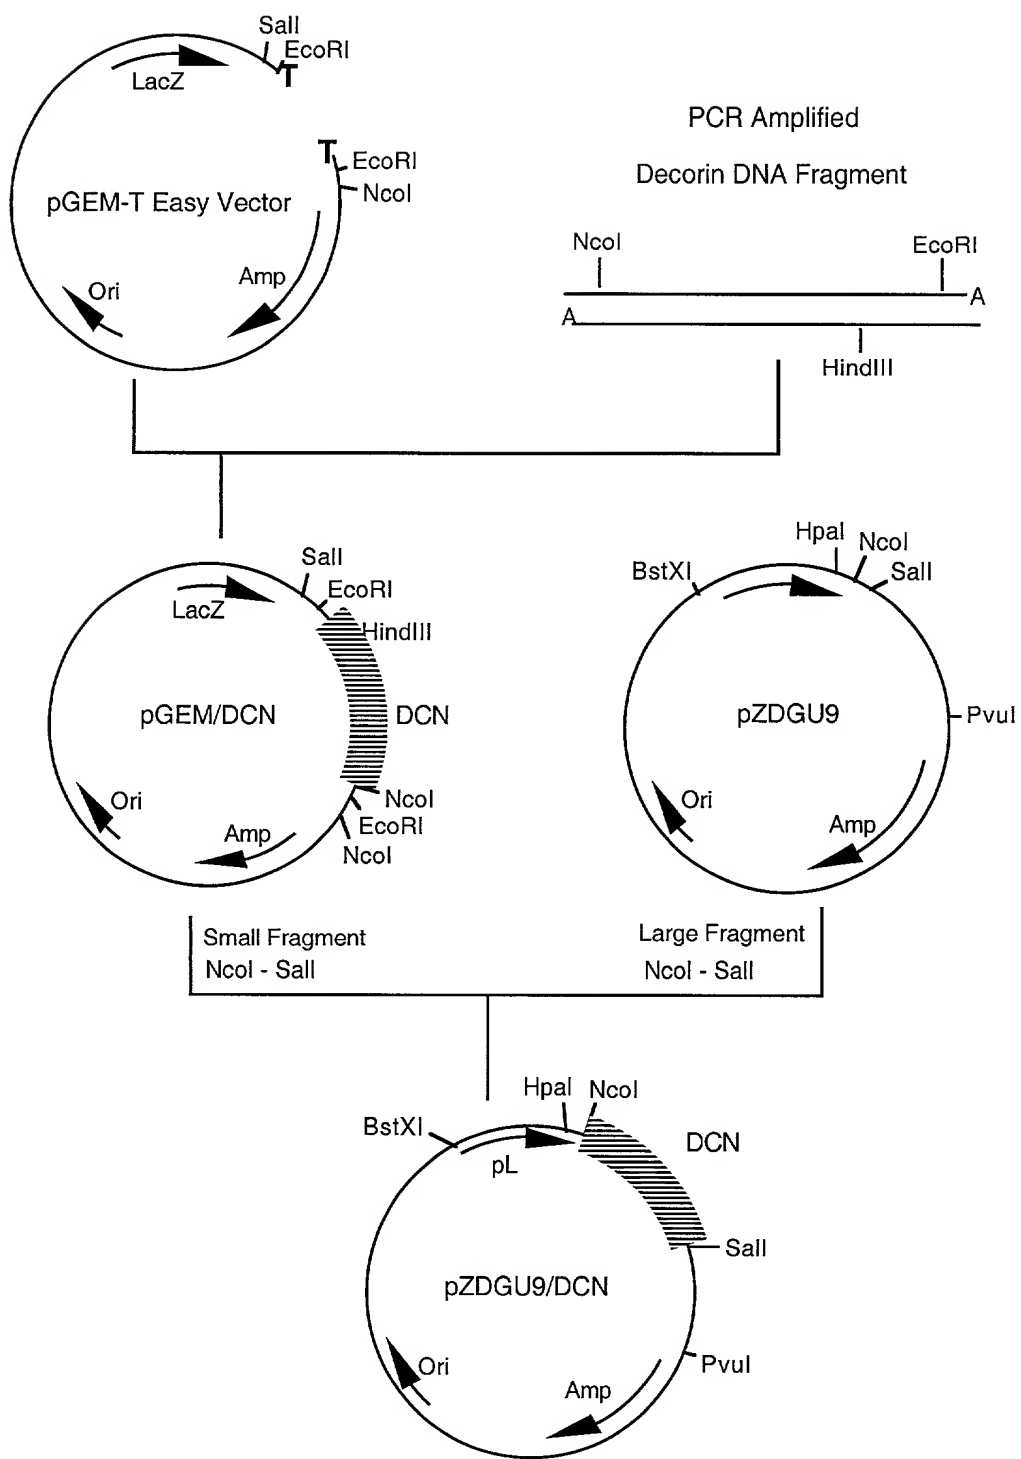 SalI
EcoRI
T
LacZ
T
EcoRI
NcoI
pGEM-T Easy Vector
Amp
Ori
PCR Amplified
Decorin DNA Fragment
NcoI
EcoRI
A
A
HindIII
SalI
EcoRI
LacZ
HindIII
pGEM/DCN
DCN
Ori
NcoI
EcoRI
Amp
NcoI
HpaI
NcoI
BstXI
SalI
pZDGU9
PvuI
Ori
Amp
Small Fragment
NcoI - SalI
Large Fragment
NcoI - SalI
HpaI
NcoI
BstXI
DCN
pL
SalI
pZDGU9/DCN
PvuI
Ori
Amp